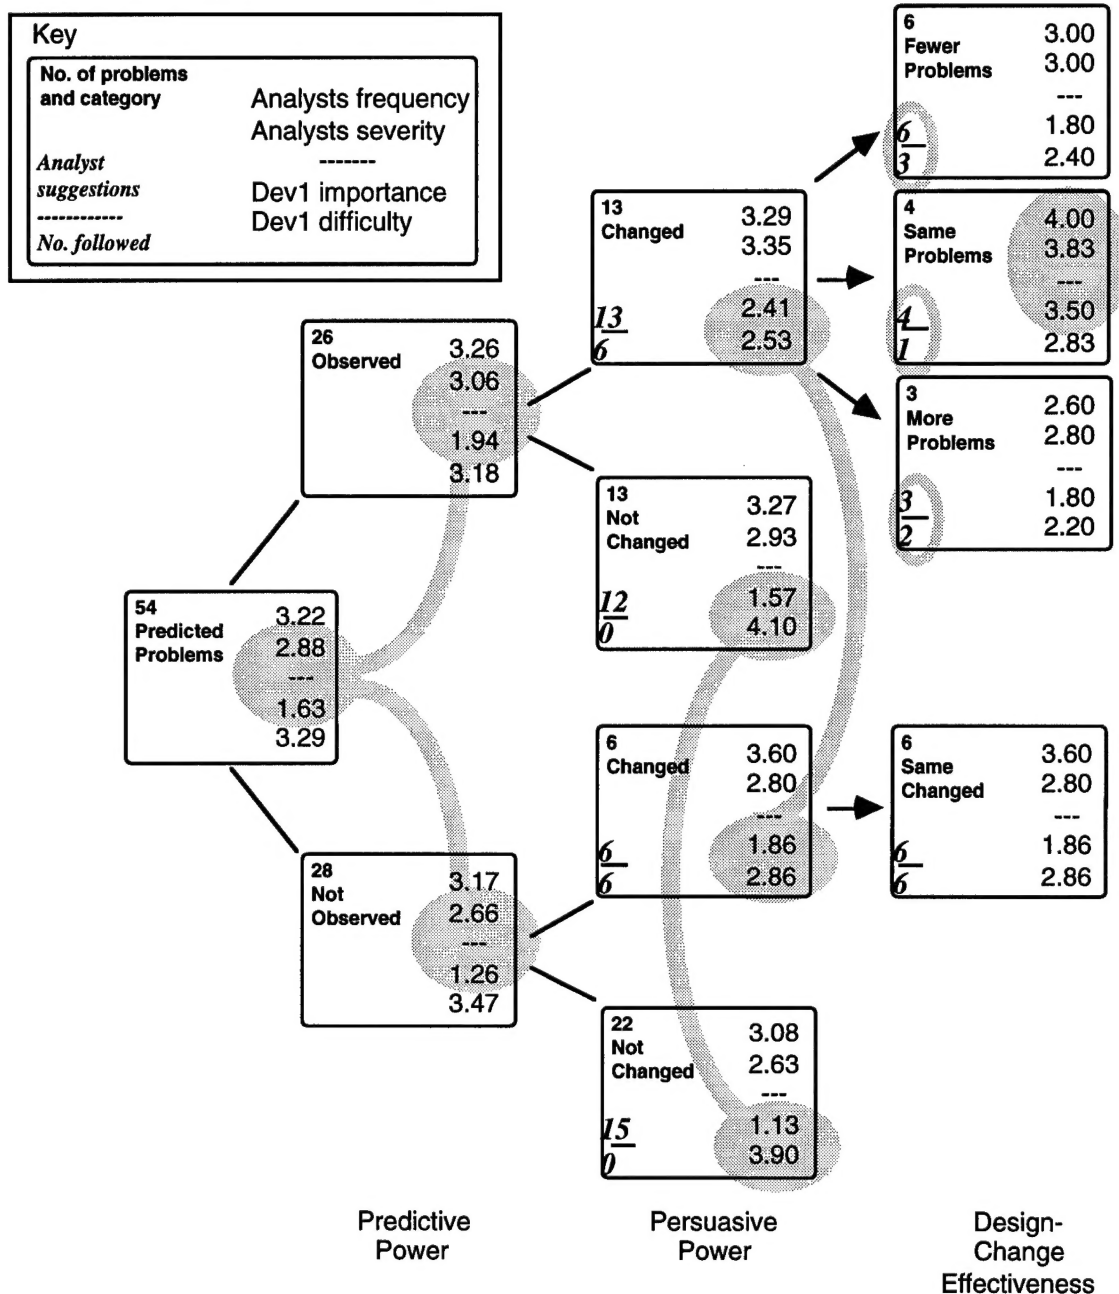 Key
No. of problems
and category
Analysts frequency
Analysts severity
-------
Analyst
suggestions
------------
No. followed
Dev1 importance
Dev1 difficulty
6
Fewer
Problems
3.00
3.00
---
1.80
2.40
6
3
13
Changed
3.29
3.35
---
2.41
2.53
13
6
4
Same
Problems
4.00
3.83
---
3.50
2.83
4
1
26
Observed
3.26
3.06
---
1.94
3.18
3
More
Problems
2.60
2.80
---
1.80
2.20
3
2
13
Not
Changed
3.27
2.93
---
1.57
4.10
12
0
54
Predicted
Problems
3.22
2.88
---
1.63
3.29
6
Changed
3.60
2.80
---
1.86
2.86
6
6
6
Same
Changed
3.60
2.80
---
1.86
2.86
6
6
28
Not
Observed
3.17
2.66
---
1.26
3.47
22
Not
Changed
3.08
2.63
---
1.13
3.90
15
0
Predictive
Power
Persuasive
Power
Design-
Change
Effectiveness